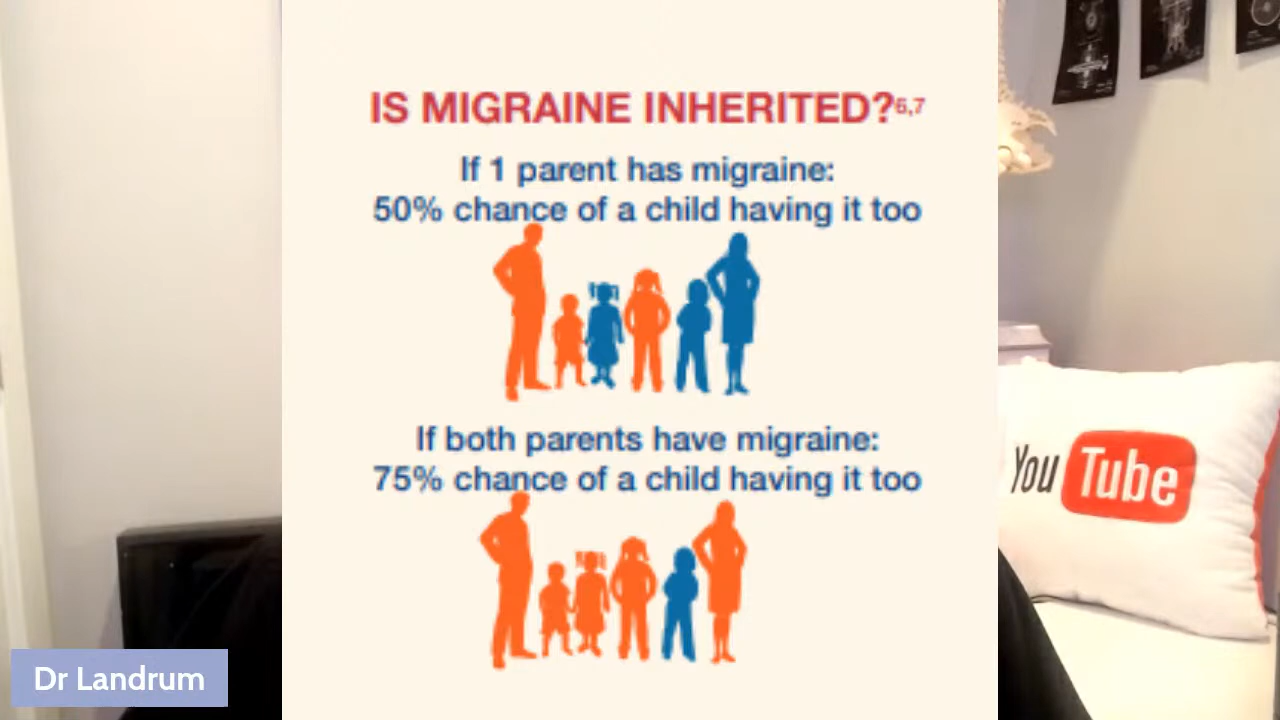 IS MIGRAINE INHERITED?6,7
If 1 parent has migraine:
50% chance of a child having it too
If both parents have migraine:
75% chance of a child having it too
You Tube
Dr Landrum